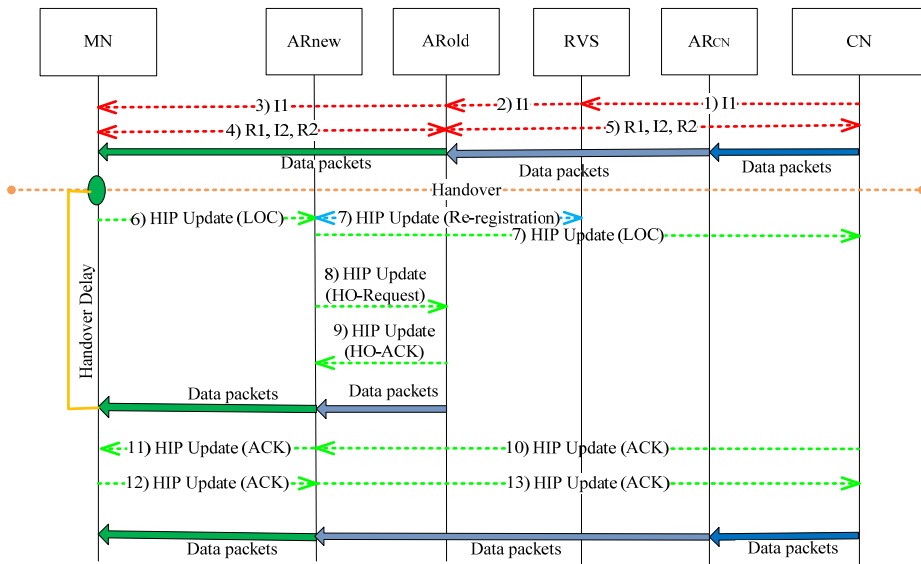 MN
ARnew
ARold
RVS
ARCN
CN
3) I1
2) I1
1) I1
4) R1, I2, R2
5) R1, I2, R2
Data packets
Data packets
Data packets
Handover
6) HIP Update (LOC)
7) HIP Update (Re-registration)
7) HIP Update (LOC)
Handover Delay
8) HIP Update
(HO-Request)
9) HIP Update
(HO-ACK)
Data packets
Data packets
11) HIP Update (ACK)
10) HIP Update (ACK)
12) HIP Update (ACK)
13) HIP Update (ACK)
Data packets
Data packets
Data packets